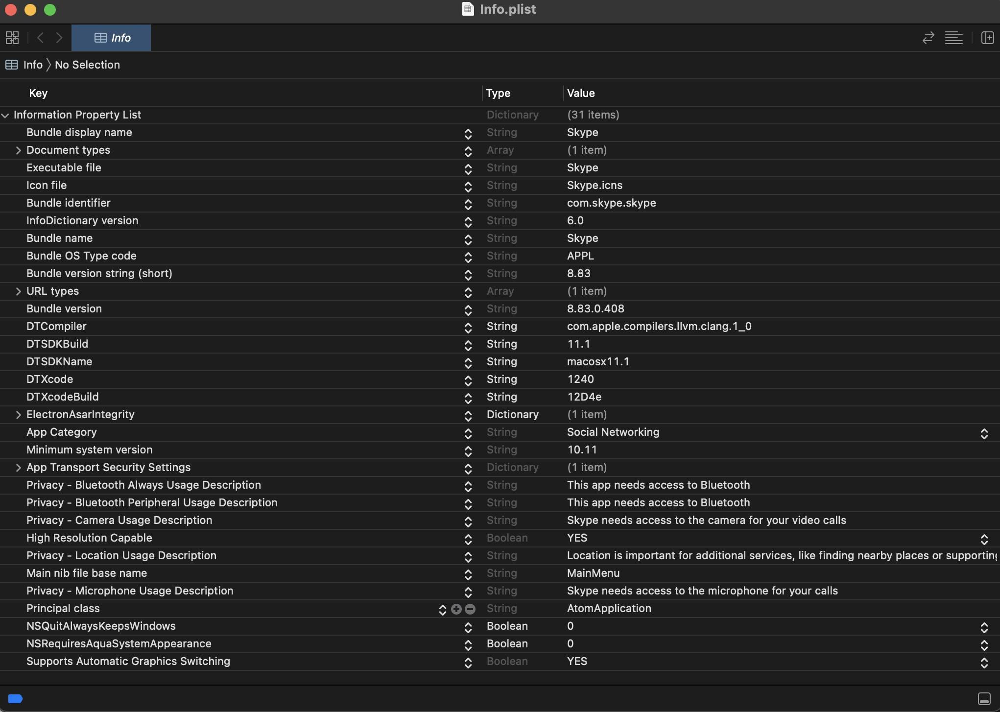 Info.plist
Info
Info No Selection
Key Type Value
Information Property List Dictionary (31 items)
Bundle display name String Skype
Document types Array (1 item)
Executable file String Skype
Icon file String Skype.icns
Bundle identifier String com.skype.skype
InfoDictionary version String 6.0
Bundle name String Skype
Bundle OS Type code String APPL
Bundle version string (short) String 8.83
URL types Array (1 item)
Bundle version String 8.83.0.408
DTCompiler String com.apple.compilers.llvm.clang.1_0
DTSDKBuild String 11.1
DTSDKName String macosx11.1
DTXcode String 1240
DTXcodeBuild String 12D4e
ElectronAsarIntegrity Dictionary (1 item)
App Category String Social Networking
Minimum system version String 10.11
App Transport Security Settings Dictionary (1 item)
Privacy - Bluetooth Always Usage Description String This app needs access to Bluetooth
Privacy - Bluetooth Peripheral Usage Description String This app needs access to Bluetooth
Privacy - Camera Usage Description String Skype needs access to the camera for your video calls
High Resolution Capable Boolean YES
Privacy - Location Usage Description String Location is important for additional services, like finding nearby places or supporting
Main nib file base name String MainMenu
Privacy - Microphone Usage Description String Skype needs access to the microphone for your calls
Principal class String AtomApplication
NSQuitAlwaysKeepsWindows Boolean 0
NSRequiresAquaSystemAppearance Boolean 0
Supports Automatic Graphics Switching Boolean YES